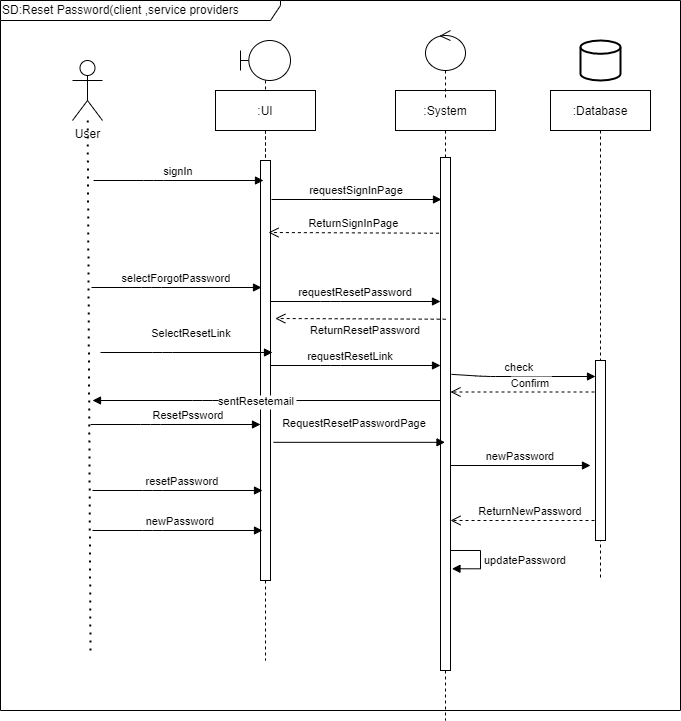 SD:Reset Password(client ,service providers
User
:UI
:System
:Database
signIn
requestSignInPage
ReturnSignInPage
selectForgotPassword
requestResetPassword
ReturnResetPassword
SelectResetLink
requestResetLink
check
Confirm
sentResetemail
ResetPssword
RequestResetPasswordPage
newPassword
resetPassword
ReturnNewPassword
newPassword
updatePassword